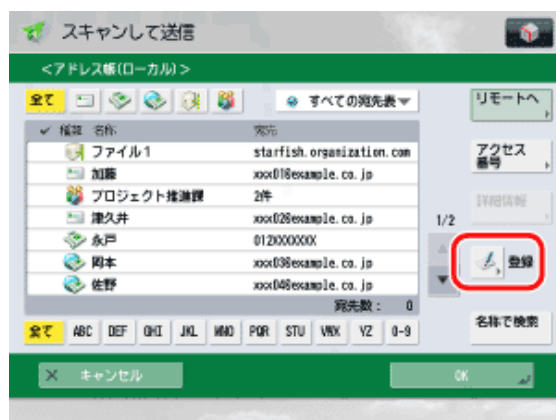 スキャンして送信
<アドレス帳(ローカル)>
全て すべての宛先表▼ リモートへ
✓ 種類 名称 宛先
ファイル1 starfish.organization.com アクセス番号
加藤 xxx01@example.co.jp
プロジェクト推進課 2件 詳細情報
津久井 xxx02@example.co.jp 1/2
永戸 012XXXXXXX
岡本 xxx03@example.co.jp 登録
佐野 xxx04@example.co.jp
宛先数: 0
全て ABC DEF GHI JKL MNO PQR STU VWX YZ 0-9 名称で検索
× キャンセル OK